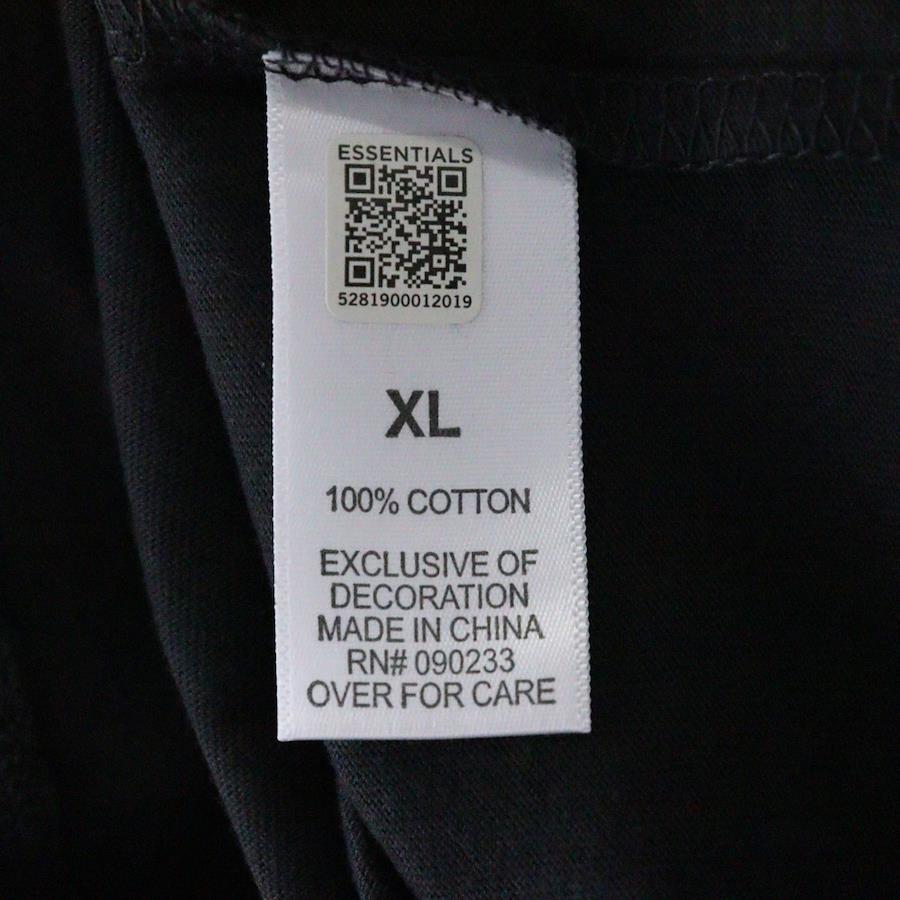 ESSENTIALS
5281900012019
XL
100% COTTON
EXCLUSIVE OF
DECORATION
MADE IN CHINA
RN# 090233
OVER FOR CARE